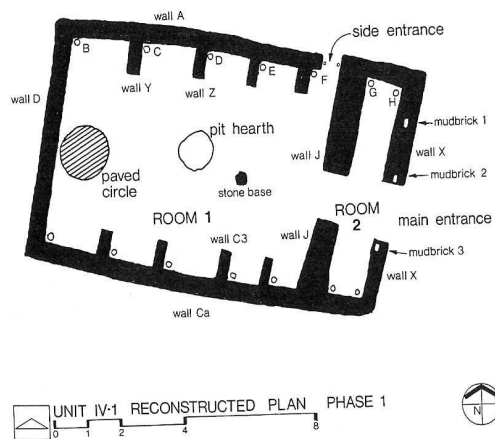 wall A
side entrance
B
C
D
E
F
G
H
wall Y
wall Z
wall D
mudbrick 1
pit hearth
wall J
wall X
mudbrick 2
paved
circle
stone base
ROOM 1
wall C3
wall J
ROOM
2
main entrance
mudbrick 3
wall X
wall Ca
UNIT IV·1 RECONSTRUCTED PLAN PHASE 1
0 1 2 4 8
N